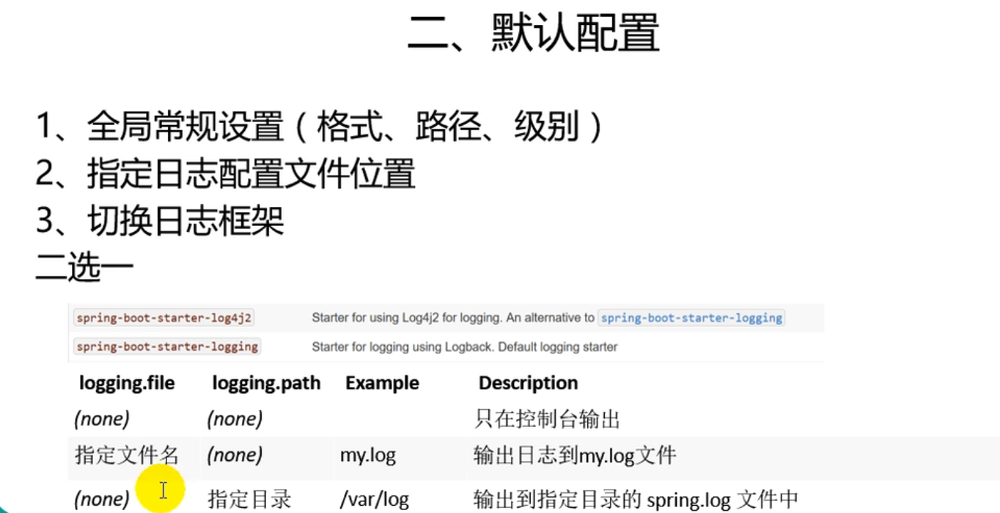 二、默认配置
1、全局常规设置（格式、路径、级别）
2、指定日志配置文件位置
3、切换日志框架
二选一
spring-boot-starter-log4j2 Starter for using Log4j2 for logging. An alternative to spring-boot-starter-logging
spring-boot-starter-logging Starter for logging using Logback. Default logging starter
logging.file logging.path Example Description
(none) (none) 只在控制台输出
指定文件名 (none) my.log 输出日志到my.log文件
(none) 指定目录 /var/log 输出到指定目录的 spring.log 文件中